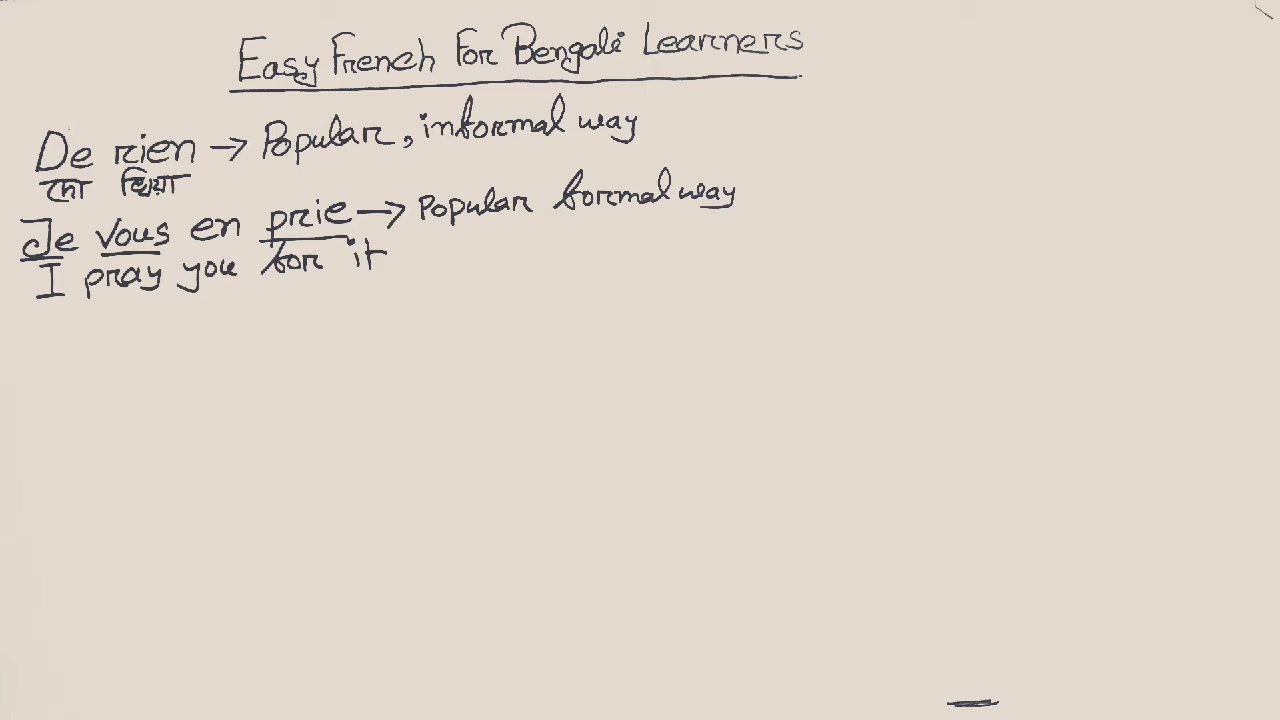 Easy French For Bengali Learners
De rien → Popular, informal way
দো
Je vous en prie → Popular formal way
I pray you for it